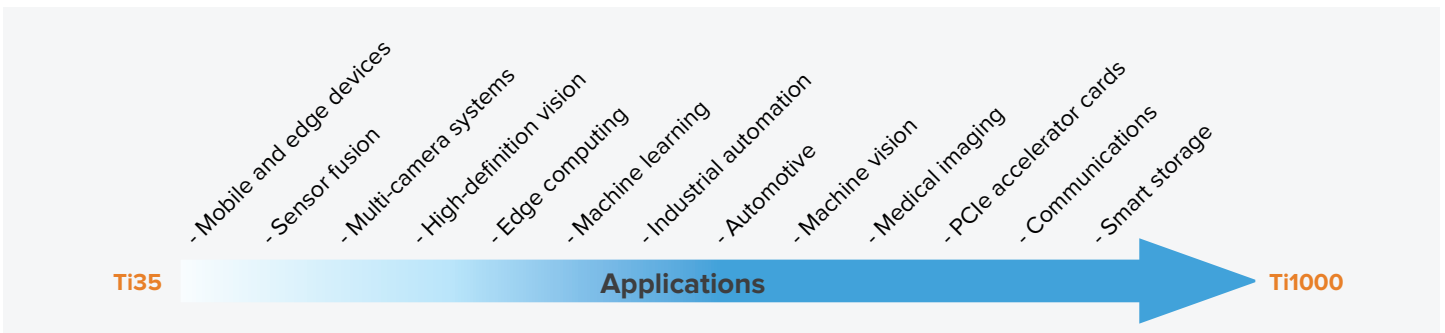 - Mobile and edge devices
- Sensor fusion
- Multi-camera systems
- High-definition vision
- Edge computing
- Machine learning
- Industrial automation
- Automotive
- Machine vision
- Medical imaging
- PCIe accelerator cards
- Communications
- Smart storage
Ti35
Applications
Ti1000